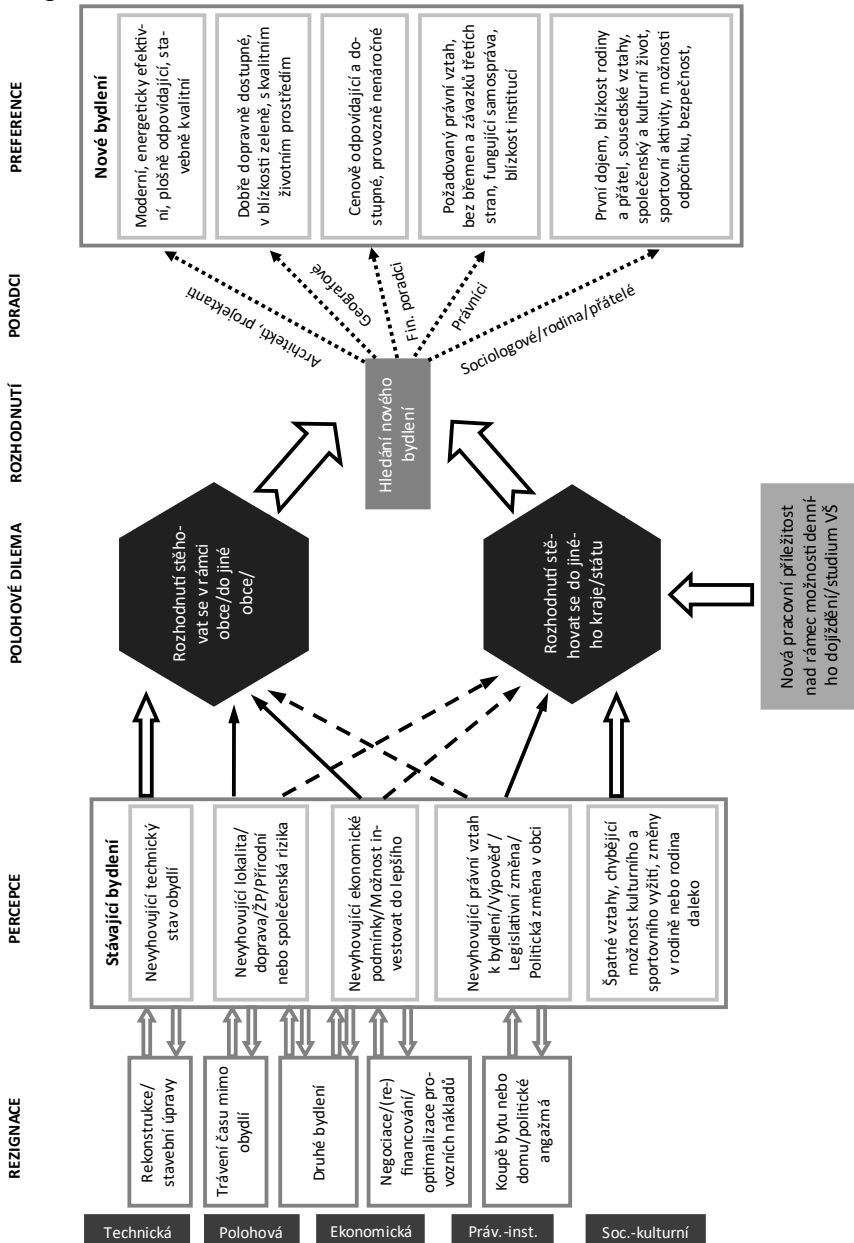 REZIGNACE
PERCEPCE
POLOHOVÉ DILEMA
ROZHODNUTÍ
PORADCI
PREFERENCE
Technická
Polohová
Ekonomická
Práv.-inst.
Soc.-kulturní
Rekonstrukce/
stavební úpravy
Trávení času mimo
obydlí
Druhé bydlení
Negociace/(re-)
financování/
optimalizace pro-
vozních nákladů
Koupě bytu nebo
domu/politické
angažmá
Stávající bydlení
Nevyhovující technický
stav obydlí
Nevyhovující lokalita/
doprava/ŽP/Přírodní
nebo společenská rizika
Nevyhovující ekonomické
podmínky/Možnost in-
vestovat do lepšího
Nevyhovující právní vztah
k bydlení/Výpověď/
Legislativní změna/
Politická změna v obci
Špatné vztahy, chybějící
možnost kulturního a
sportovního vyžití, změny
v rodině nebo rodina
daleko
Rozhodnutí stěho-
vat se v rámci
obce/do jiné
obce/
Rozhodnutí stě-
hovat se do jiné-
ho kraje/státu
Nová pracovní příležitost
nad rámec možnosti denní-
ho dojíždění/studium VŠ
Hledání nového
bydlení
Architekti, projektanti
Geografové
Fin. poradci
Právníci
Sociologové/rodina/přátelé
Nové bydlení
Moderní, energeticky efektiv-
ní, plošně odpovídající, sta-
vebně kvalitní
Dobře dopravně dostupné,
v blízkosti zeleně, s kvalitním
životním prostředím
Cenově odpovídající a do-
stupné, provozně nenáročné
Požadovaný právní vztah,
bez břemen a závazků třetích
stran, fungující samospráva,
blízkost institucí
První dojem, blízkost rodiny
a přátel, sousedské vztahy,
společenský a kulturní život,
sportovní aktivity, možnosti
odpočinku, bezpečnost,